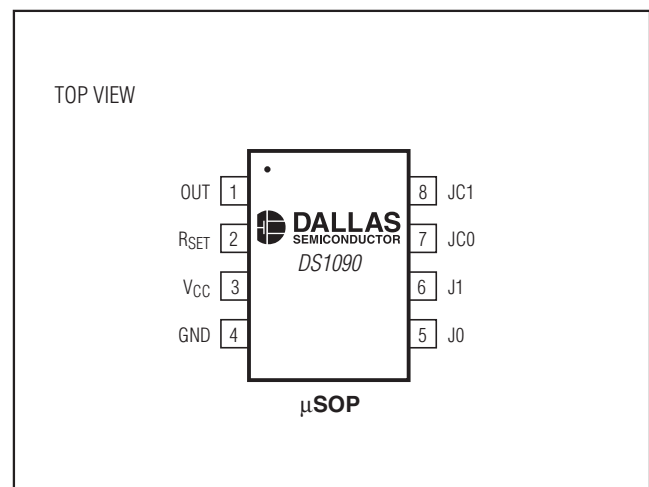 TOP VIEW
OUT 1
8 JC1
RSET 2
7 JC0
VCC 3
6 J1
GND 4
5 J0
DALLAS
SEMICONDUCTOR
DS1090
µSOP